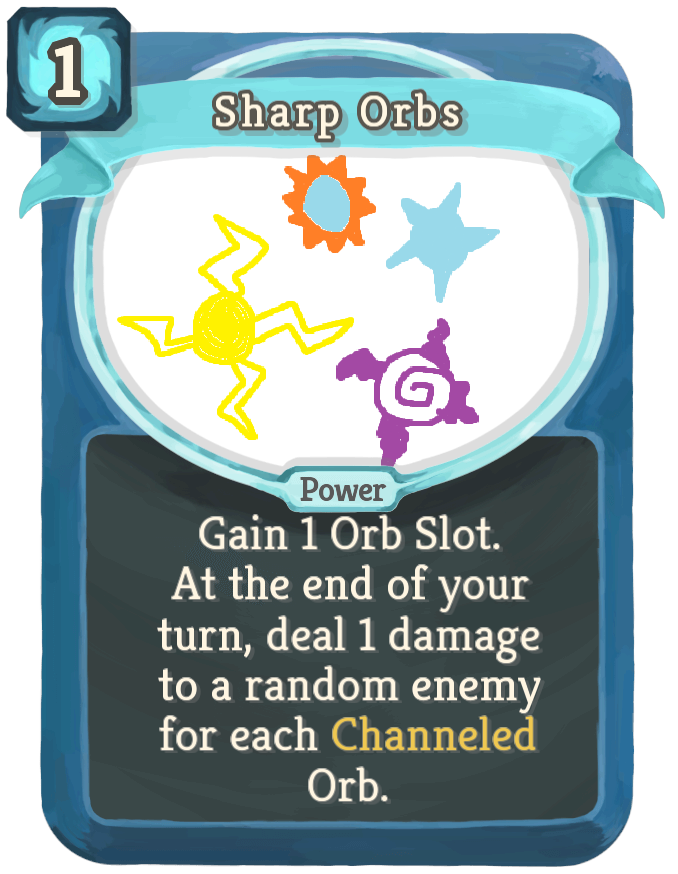 1
Sharp Orbs
Power
Gain 1 Orb Slot.
At the end of your
turn, deal 1 damage
to a random enemy
for each Channeled
Orb.